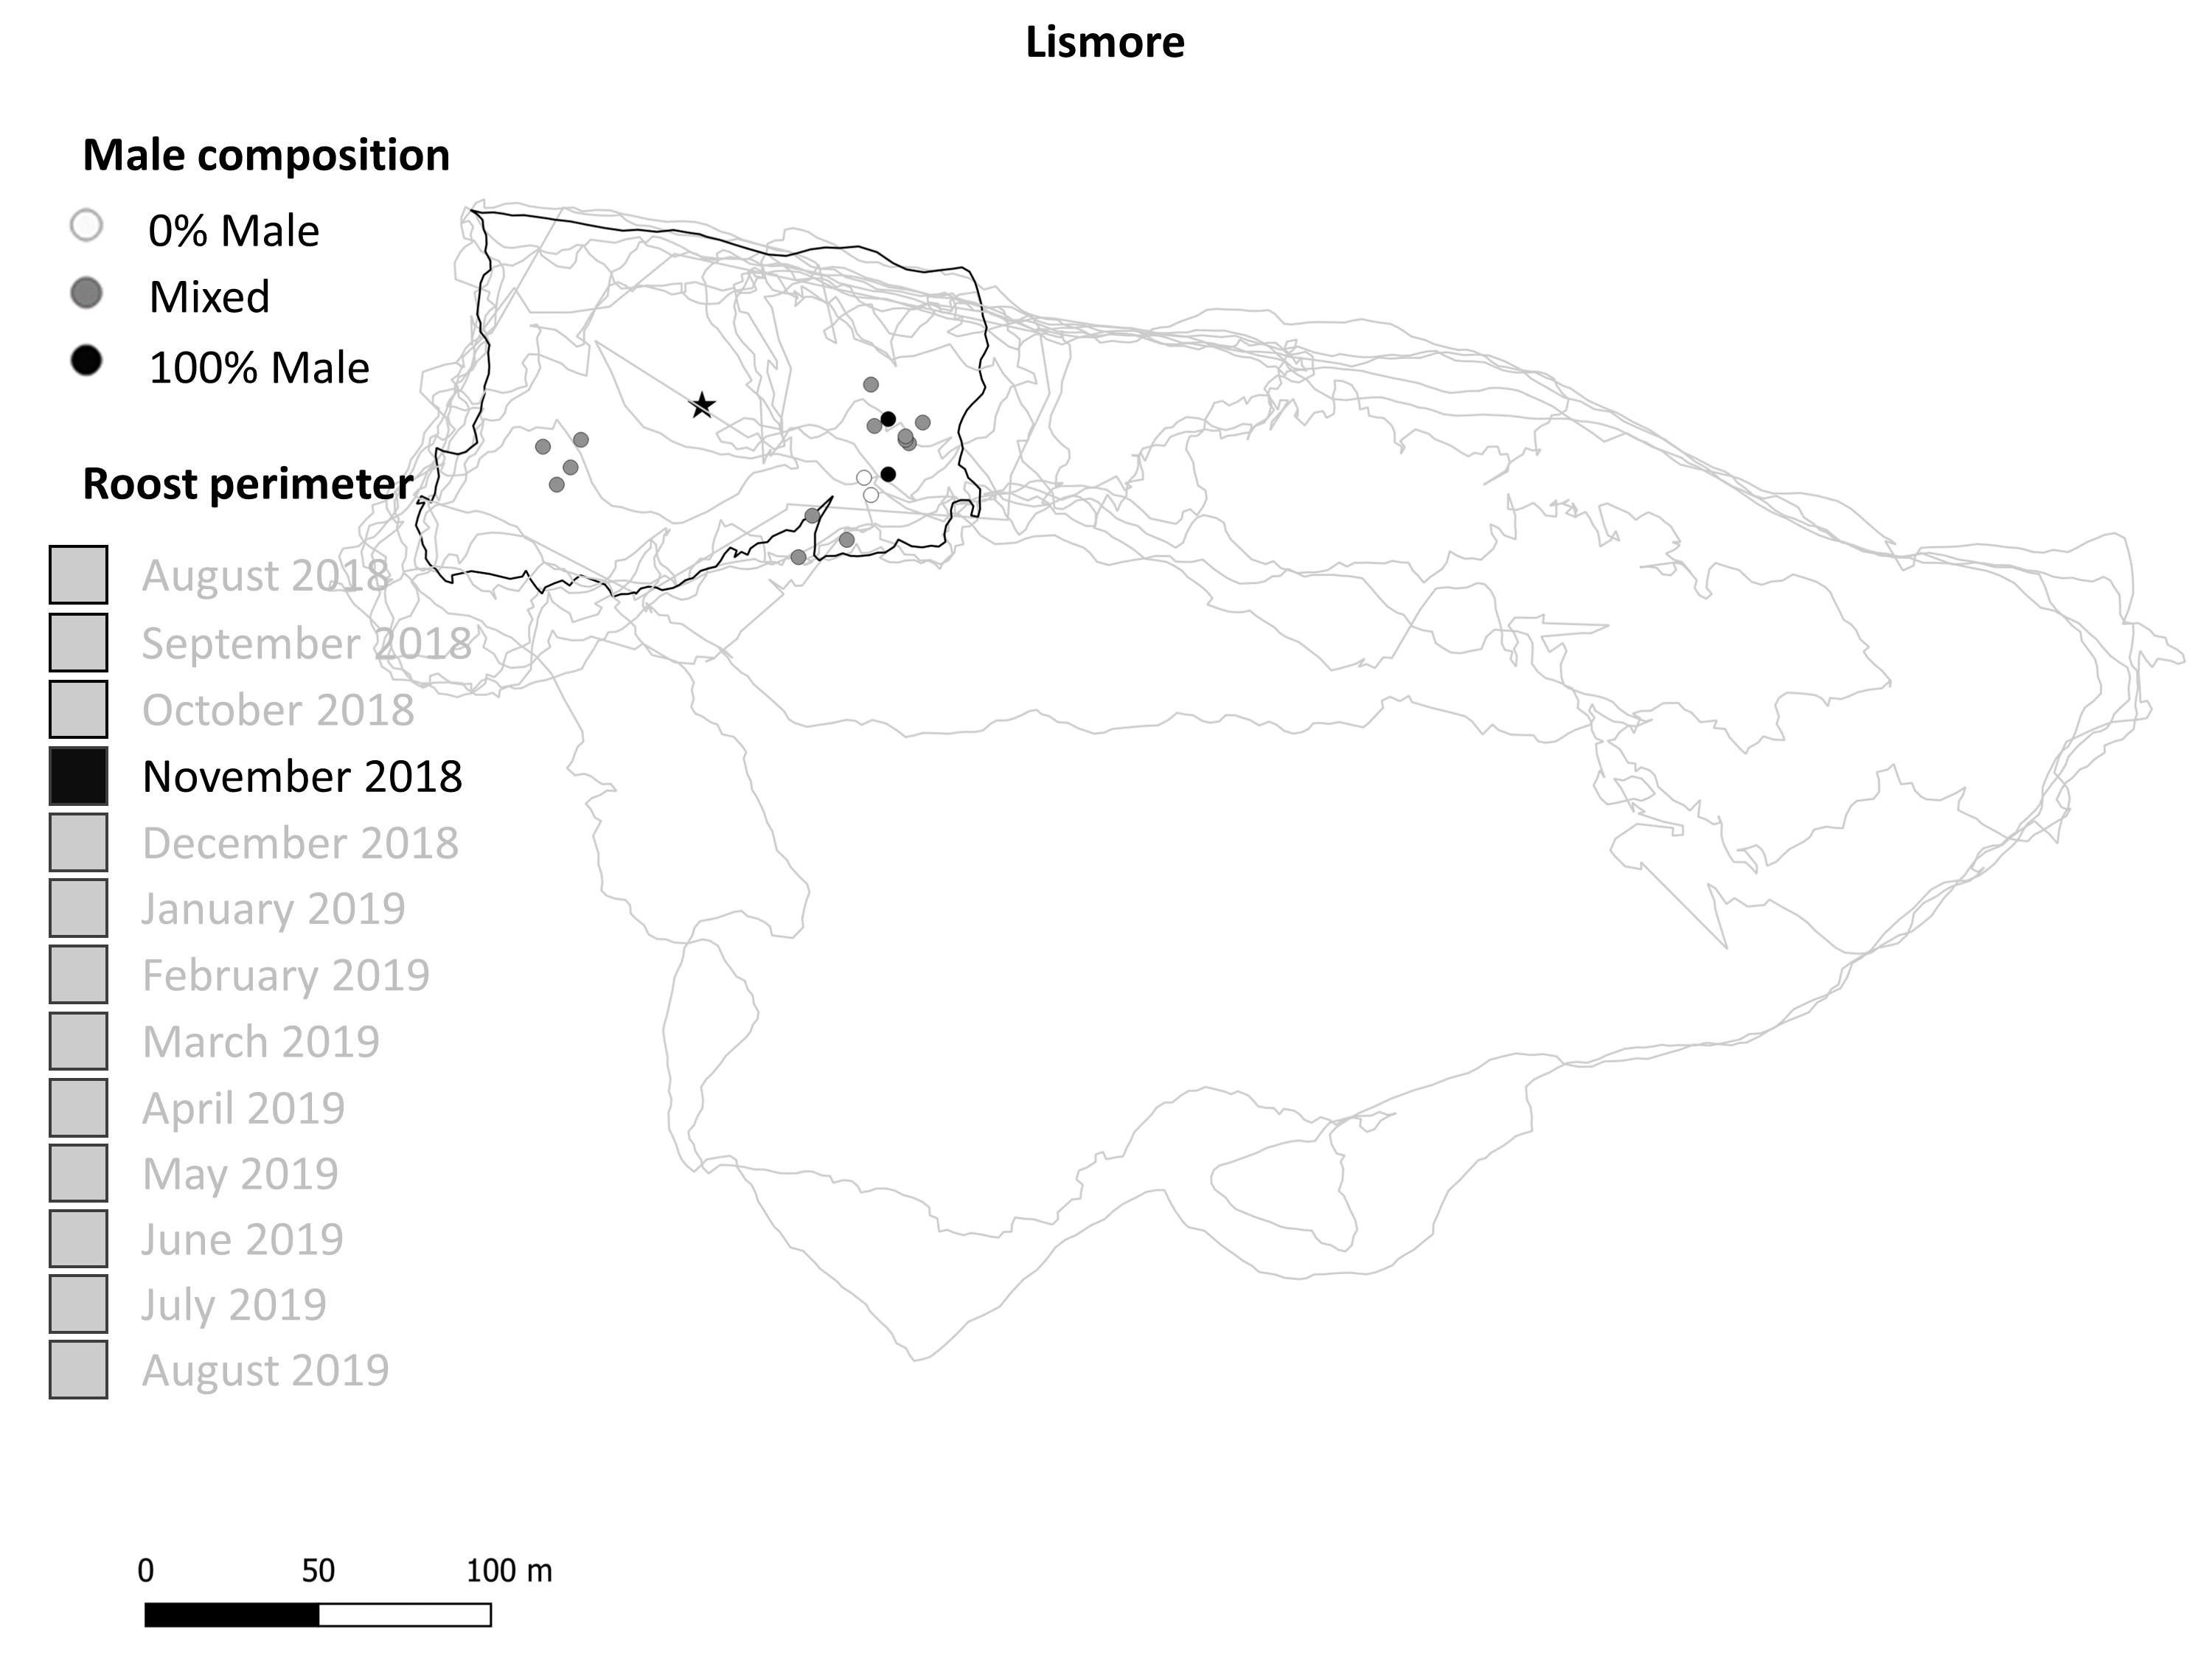 Lismore
Male composition
0% Male
Mixed
100% Male
Roost perimeter
August 2018
September 2018
October 2018
November 2018
December 2018
January 2019
February 2019
March 2019
April 2019
May 2019
June 2019
July 2019
August 2019
0 50 100 m